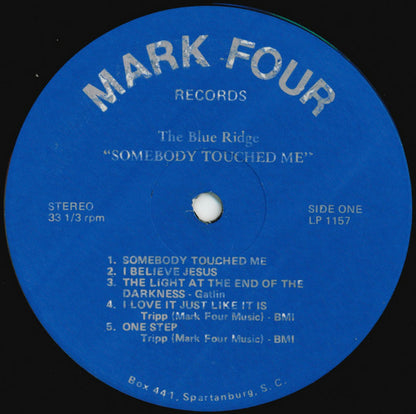 MARK FOUR
RECORDS
The Blue Ridge
"SOMEBODY TOUCHED ME"
STEREO
33 1/3 rpm
SIDE ONE
LP 1157
1. SOMEBODY TOUCHED ME
2. I BELIEVE JESUS
3. THE LIGHT AT THE END OF THE
DARKNESS - Gatlin
4. I LOVE IT JUST LIKE IT IS
Tripp (Mark Four Music) - BMI
5. ONE STEP
Tripp (Mark Four Music) - BMI
Box 441, Spartanburg, S. C.